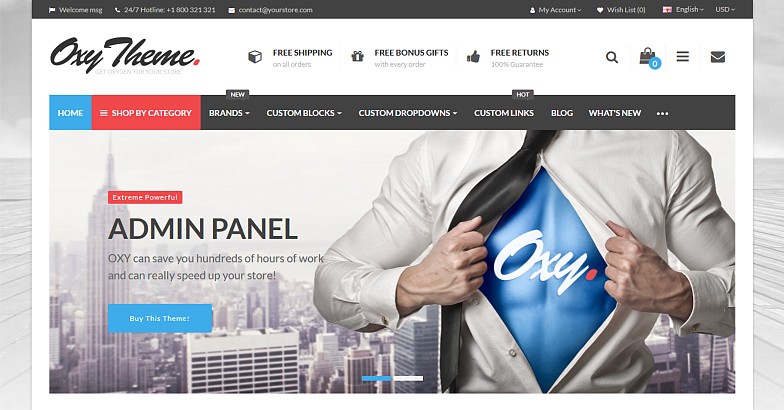 Welcome msg
24/7 Hotline: +1 800 321 321
contact@yourstore.com
My Account
Wish List (0)
English
USD
Oxy Theme.
GET OXYGEN FOR YOUR STORE
FREE SHIPPING
on all orders
FREE BONUS GIFTS
with every order
FREE RETURNS
100% Guarantee
0
NEW
HOT
HOME
SHOP BY CATEGORY
BRANDS
CUSTOM BLOCKS
CUSTOM DROPDOWNS
CUSTOM LINKS
BLOG
WHAT'S NEW
Extreme Powerful
ADMIN PANEL
OXY can save you hundreds of hours of work
and can really speed up your store!
Buy This Theme!
Oxy.